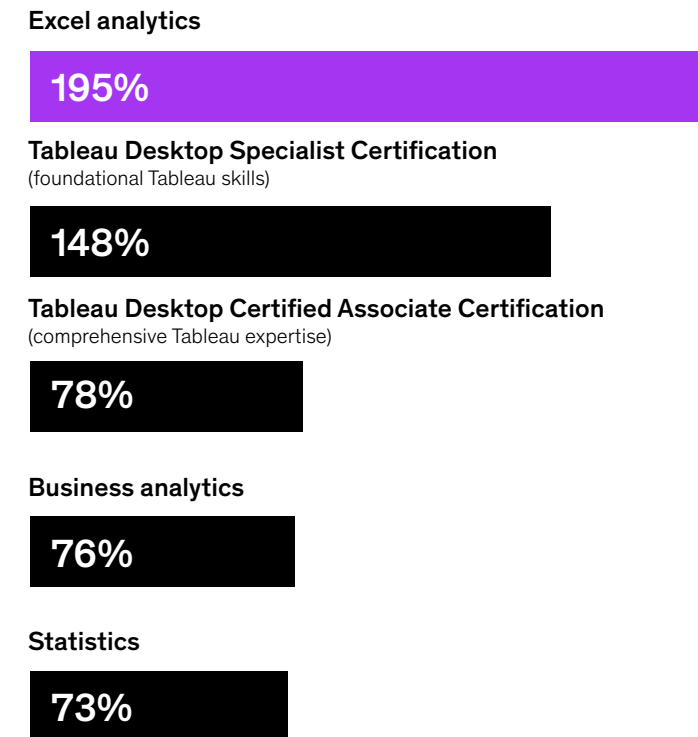 Excel analytics
195%
Tableau Desktop Specialist Certification
(foundational Tableau skills)
148%
Tableau Desktop Certified Associate Certification
(comprehensive Tableau expertise)
78%
Business analytics
76%
Statistics
73%